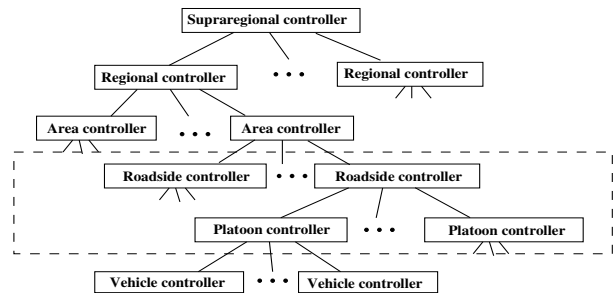 Supraregional controller
Regional controller
Regional controller
Area controller
Area controller
Roadside controller
Roadside controller
Platoon controller
Platoon controller
Vehicle controller
Vehicle controller